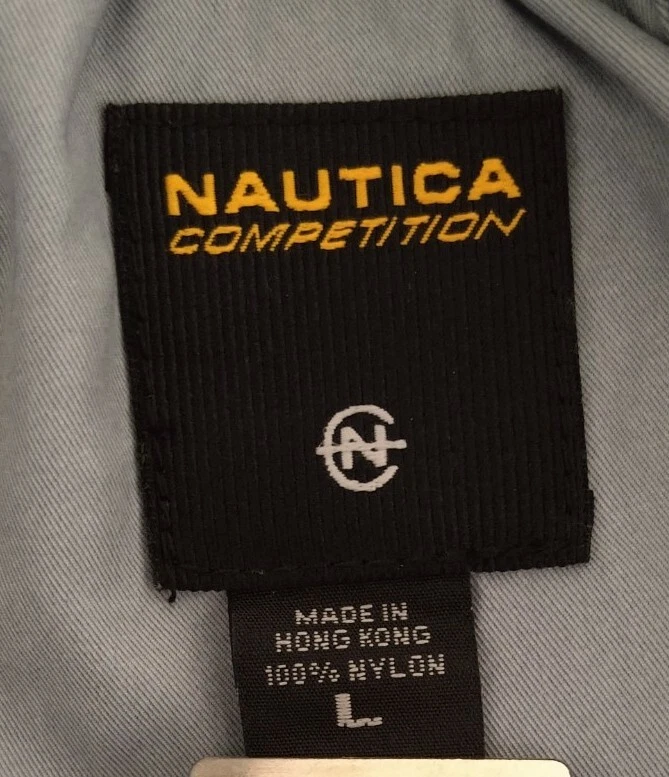 NAUTICA
COMPETITION
N
MADE IN
HONG KONG
100% NYLON
L